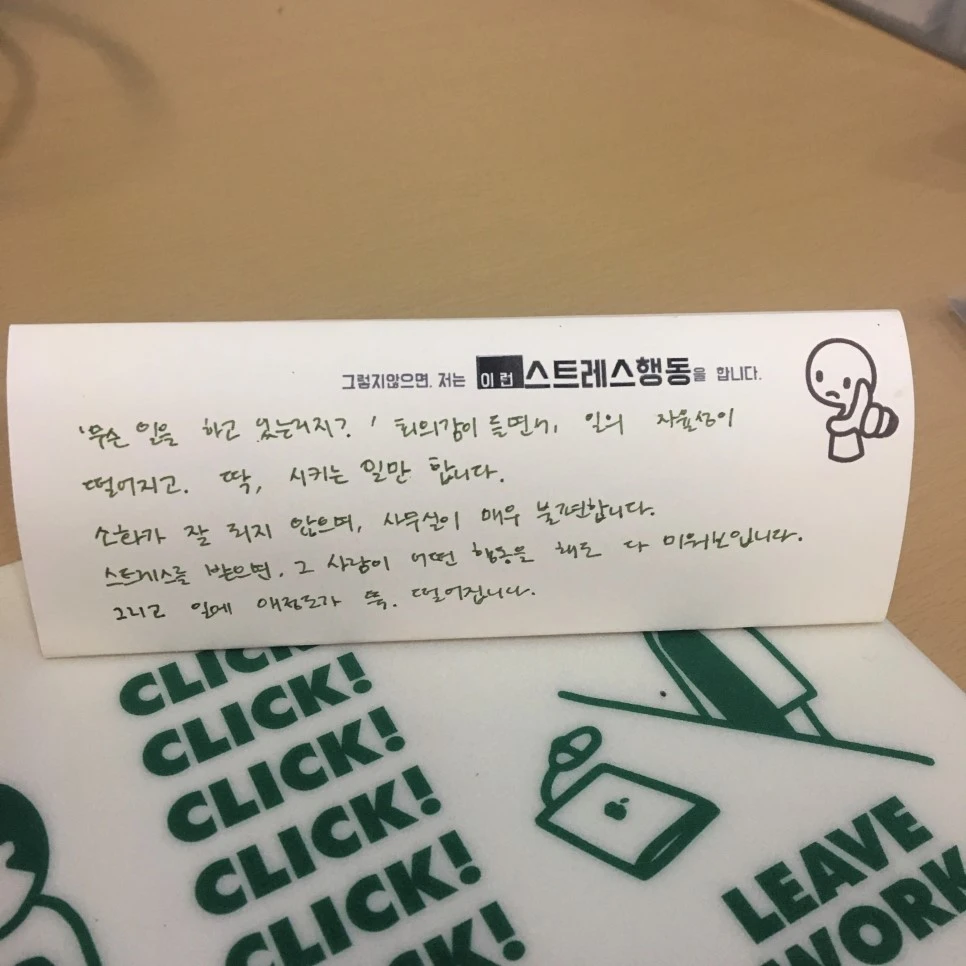 그렇지않으면, 저는 이런 스트레스행동을 합니다.
'무슨 일을 하고 있는거지?' 회의감이 들면서, 일의 자율성이
떨어지고. 딱, 시키는 일만 합니다.
소화가 잘 되지 않으며, 사무실이 매우 불편합니다.
스트레스를 받으면, 그 사람이 어떤 행동을 해도 다 미워보입니다.
그리고 일에 애정도가 뚝. 떨어집니다.
CLICK!
CLICK!
CLICK!
CLICK!
CLICK!
CLICK!
LEAVE
WORK